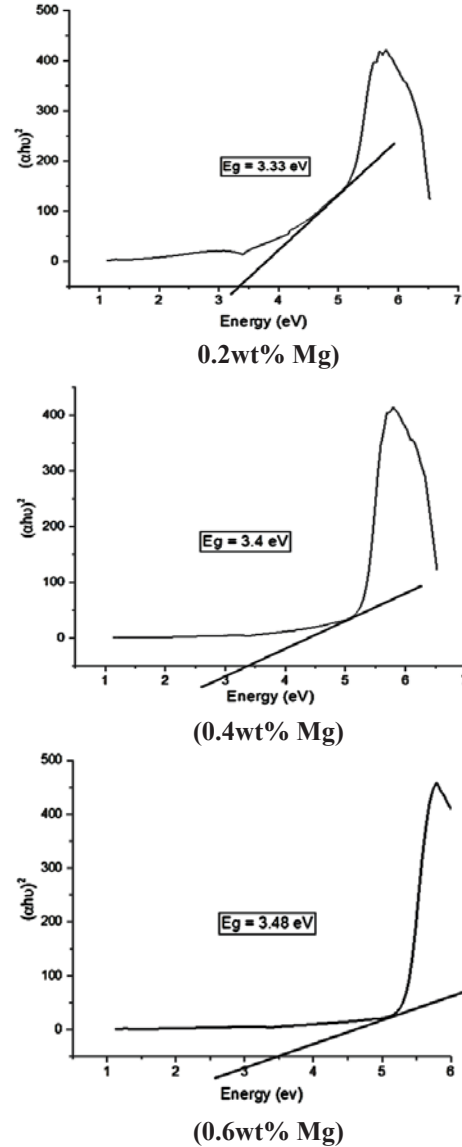 500
400
300
200
100
0
(αhυ)²
Eg = 3.33 eV
1 2 3 4 5 6 7
Energy (eV)
0.2wt% Mg)
400
300
200
100
0
(αhυ)²
Eg = 3.4 eV
1 2 3 4 5 6 7
Energy (eV)
(0.4wt% Mg)
500
400
300
200
100
0
(αhυ)²
Eg = 3.48 eV
1 2 3 4 5 6
Energy (ev)
(0.6wt% Mg)